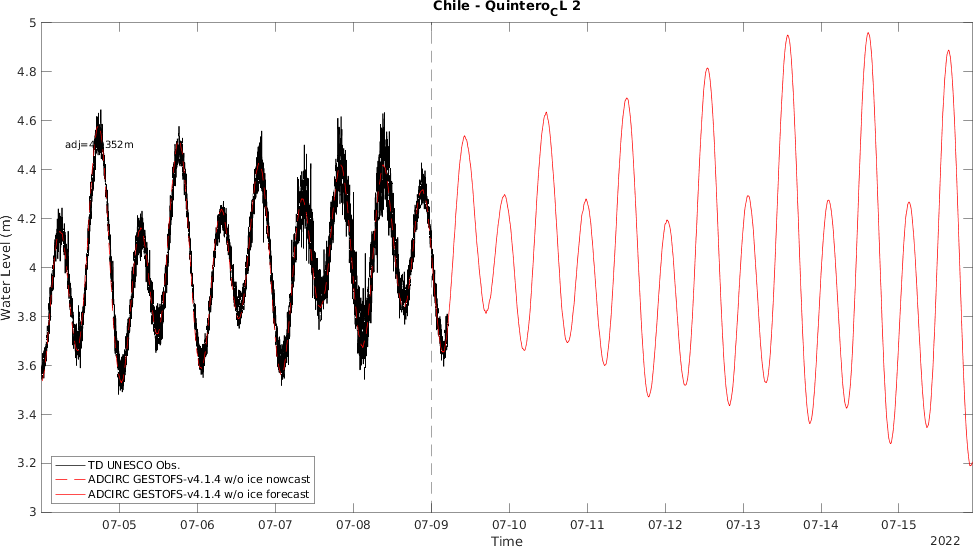 Chile - Quintero_CL 2
5
4.8
4.6
4.4
4.2
4
3.8
3.6
3.4
3.2
3
Water Level (m)
TD UNESCO Obs.
ADCIRC GESTOFS-v4.1.4 w/o ice nowcast
ADCIRC GESTOFS-v4.1.4 w/o ice forecast
07-05 07-06 07-07 07-08 07-09 07-10 07-11 07-12 07-13 07-14 07-15
Time
2022